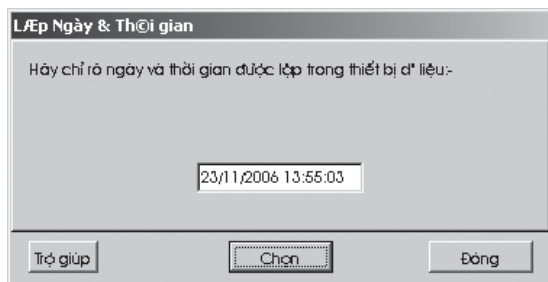 LÆp Ngày & Th©i gian
Hãy chỉ rõ ngày và thời gian được lập trong thiết bị d" liệu:-
23/11/2006 13:55:03
Trợ giúp
Chọn
Đóng